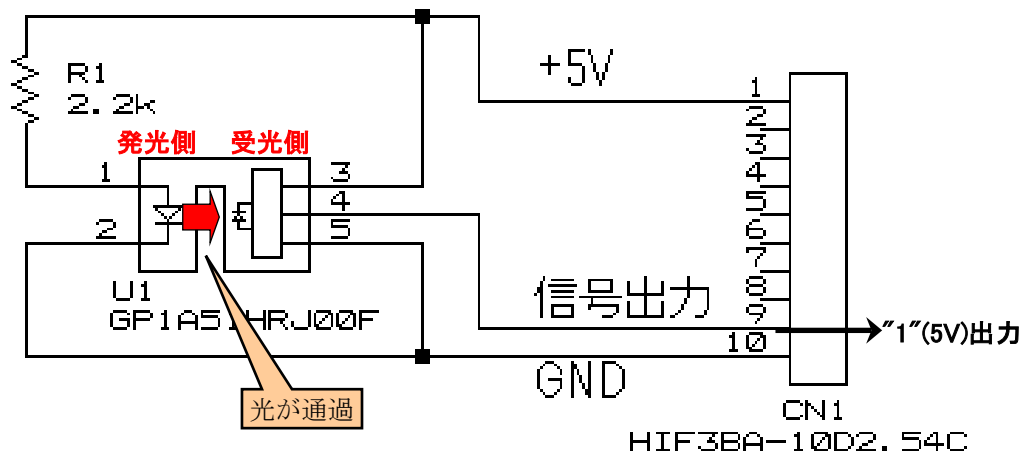 +5V
R1
2.2k
発光側 受光側
1
2
3
4
5
1
2
3
4
5
6
7
8
9
10
U1
GP1A51HRJ00F
信号出力
"1"(5V)出力
GND
光が通過
CN1
HIF3BA-10D2.54C